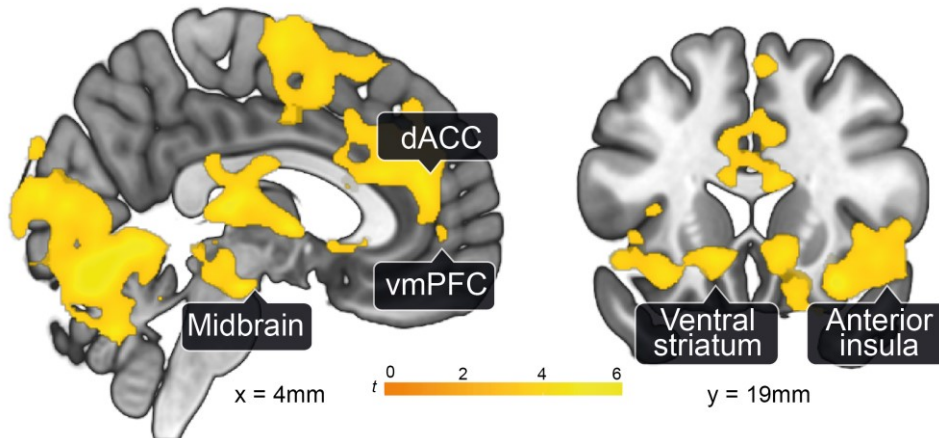 dACC
vmPFC
Midbrain
Ventral
striatum
Anterior
insula
0 2 4 6
t
x = 4mm
y = 19mm